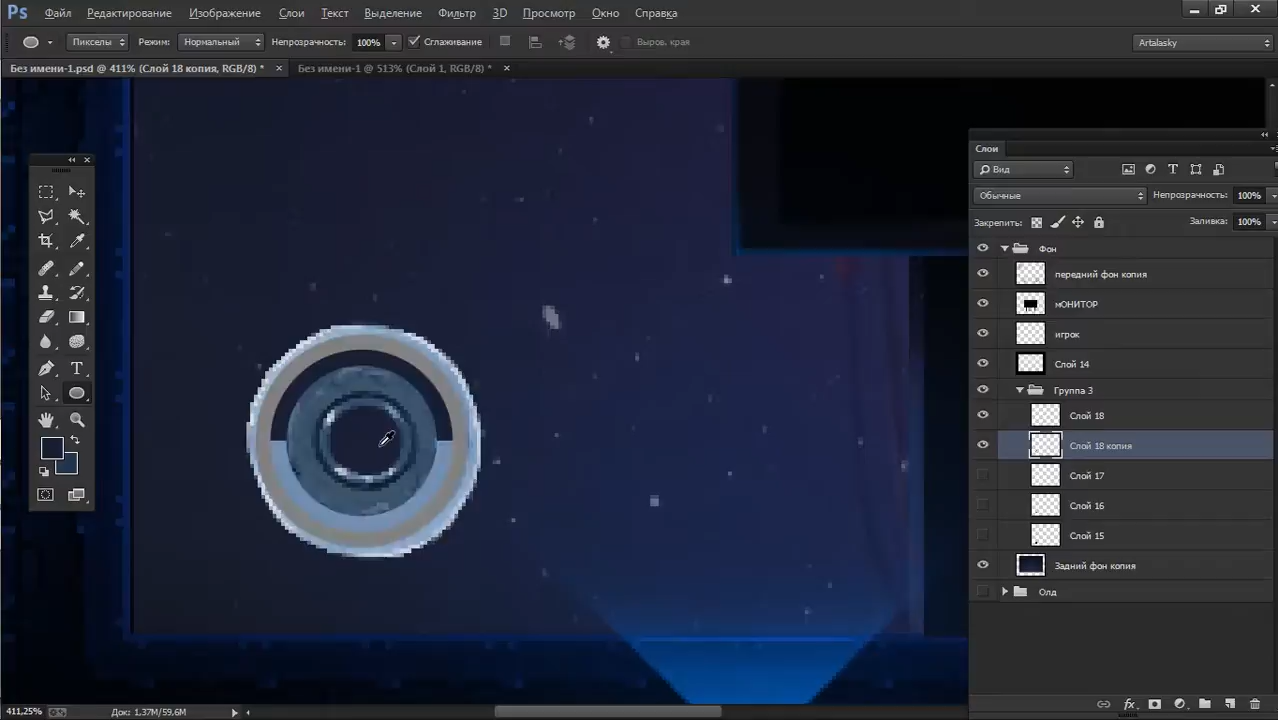 Ps Файл Редактирование Изображение Слои Текст Выделение Фильтр 3D Просмотр Окно Справка
Пикселы Режим: Нормальный Непрозрачность: 100% Сглаживание Выров. края Artalasky
Без имени-1.psd @ 411% (Слой 18 копия, RGB/8) * × Без имени-1 @ 513% (Слой 1, RGB/8) * ×
Слои
Вид
Обычные Непрозрачность: 100%
Закрепить: Заливка: 100%
Фон
передний фон копия
мОНИТОР
игрок
Слой 14
Группа 3
Слой 18
Слой 18 копия
Слой 17
Слой 16
Слой 15
Задний фон копия
Олд
411,25% Док: 1,37M/59,6M